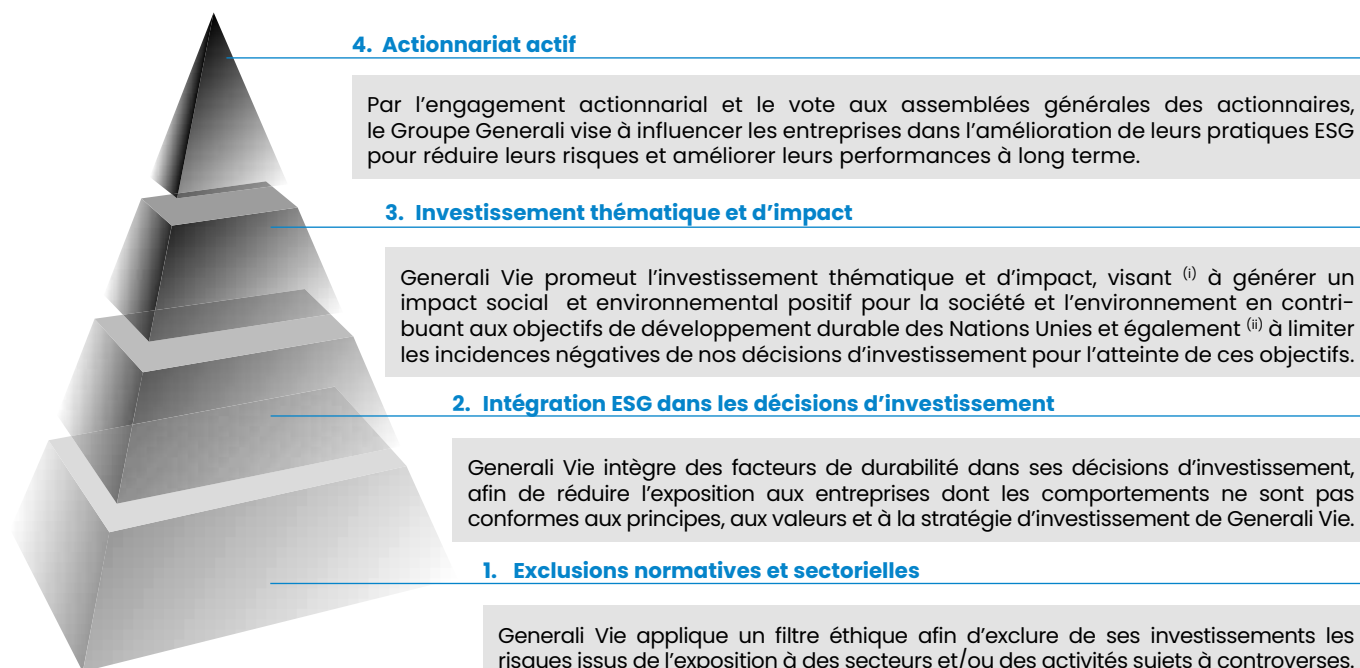 4. Actionnariat actif
Par l’engagement actionnarial et le vote aux assemblées générales des actionnaires,
le Groupe Generali vise à influencer les entreprises dans l’amélioration de leurs pratiques ESG
pour réduire leurs risques et améliorer leurs performances à long terme.
3. Investissement thématique et d’impact
Generali Vie promeut l’investissement thématique et d’impact, visant (i) à générer un
impact social et environnemental positif pour la société et l’environnement en contri-
buant aux objectifs de développement durable des Nations Unies et également (ii) à limiter
les incidences négatives de nos décisions d’investissement pour l’atteinte de ces objectifs.
2. Intégration ESG dans les décisions d’investissement
Generali Vie intègre des facteurs de durabilité dans ses décisions d’investissement,
afin de réduire l’exposition aux entreprises dont les comportements ne sont pas
conformes aux principes, aux valeurs et à la stratégie d’investissement de Generali Vie.
1. Exclusions normatives et sectorielles
Generali Vie applique un filtre éthique afin d’exclure de ses investissements les
risques issus de l’exposition à des secteurs et/ou des activités sujets à controverses.